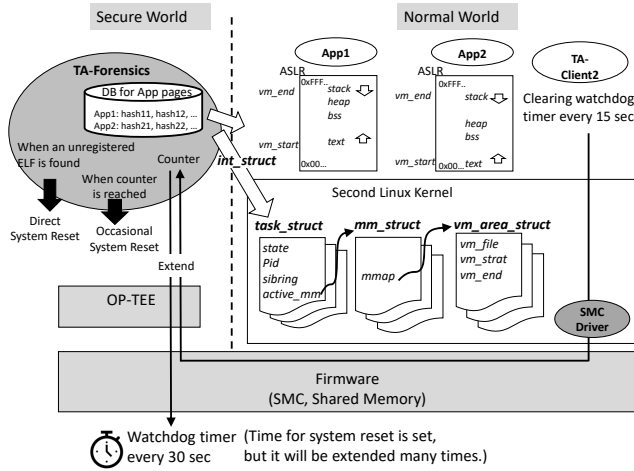 Secure World
Normal World
TA-Forensics
DB for App pages
App1: hash11, hash12, ...
App2: hash21, hash22, ...
When an unregistered
ELF is found
Counter
When counter
is reached
Direct
System Reset
Occasional
System Reset
Extend
int_struct
OP-TEE
App1
ASLR
0xFFF..
vm_end
stack
heap
bss
vm_start
text
0x00...
App2
ASLR
0xFFF..
vm_end
stack
heap
bss
vm_start
text
0x00...
TA-
Client2
Clearing watchdog
timer every 15 sec
Second Linux Kernel
task_struct
state
Pid
sibring
active_mm
mm_struct
mmap
vm_area_struct
vm_file
vm_strat
vm_end
SMC
Driver
Firmware
(SMC, Shared Memory)
Watchdog timer
every 30 sec
(Time for system reset is set,
but it will be extended many times.)